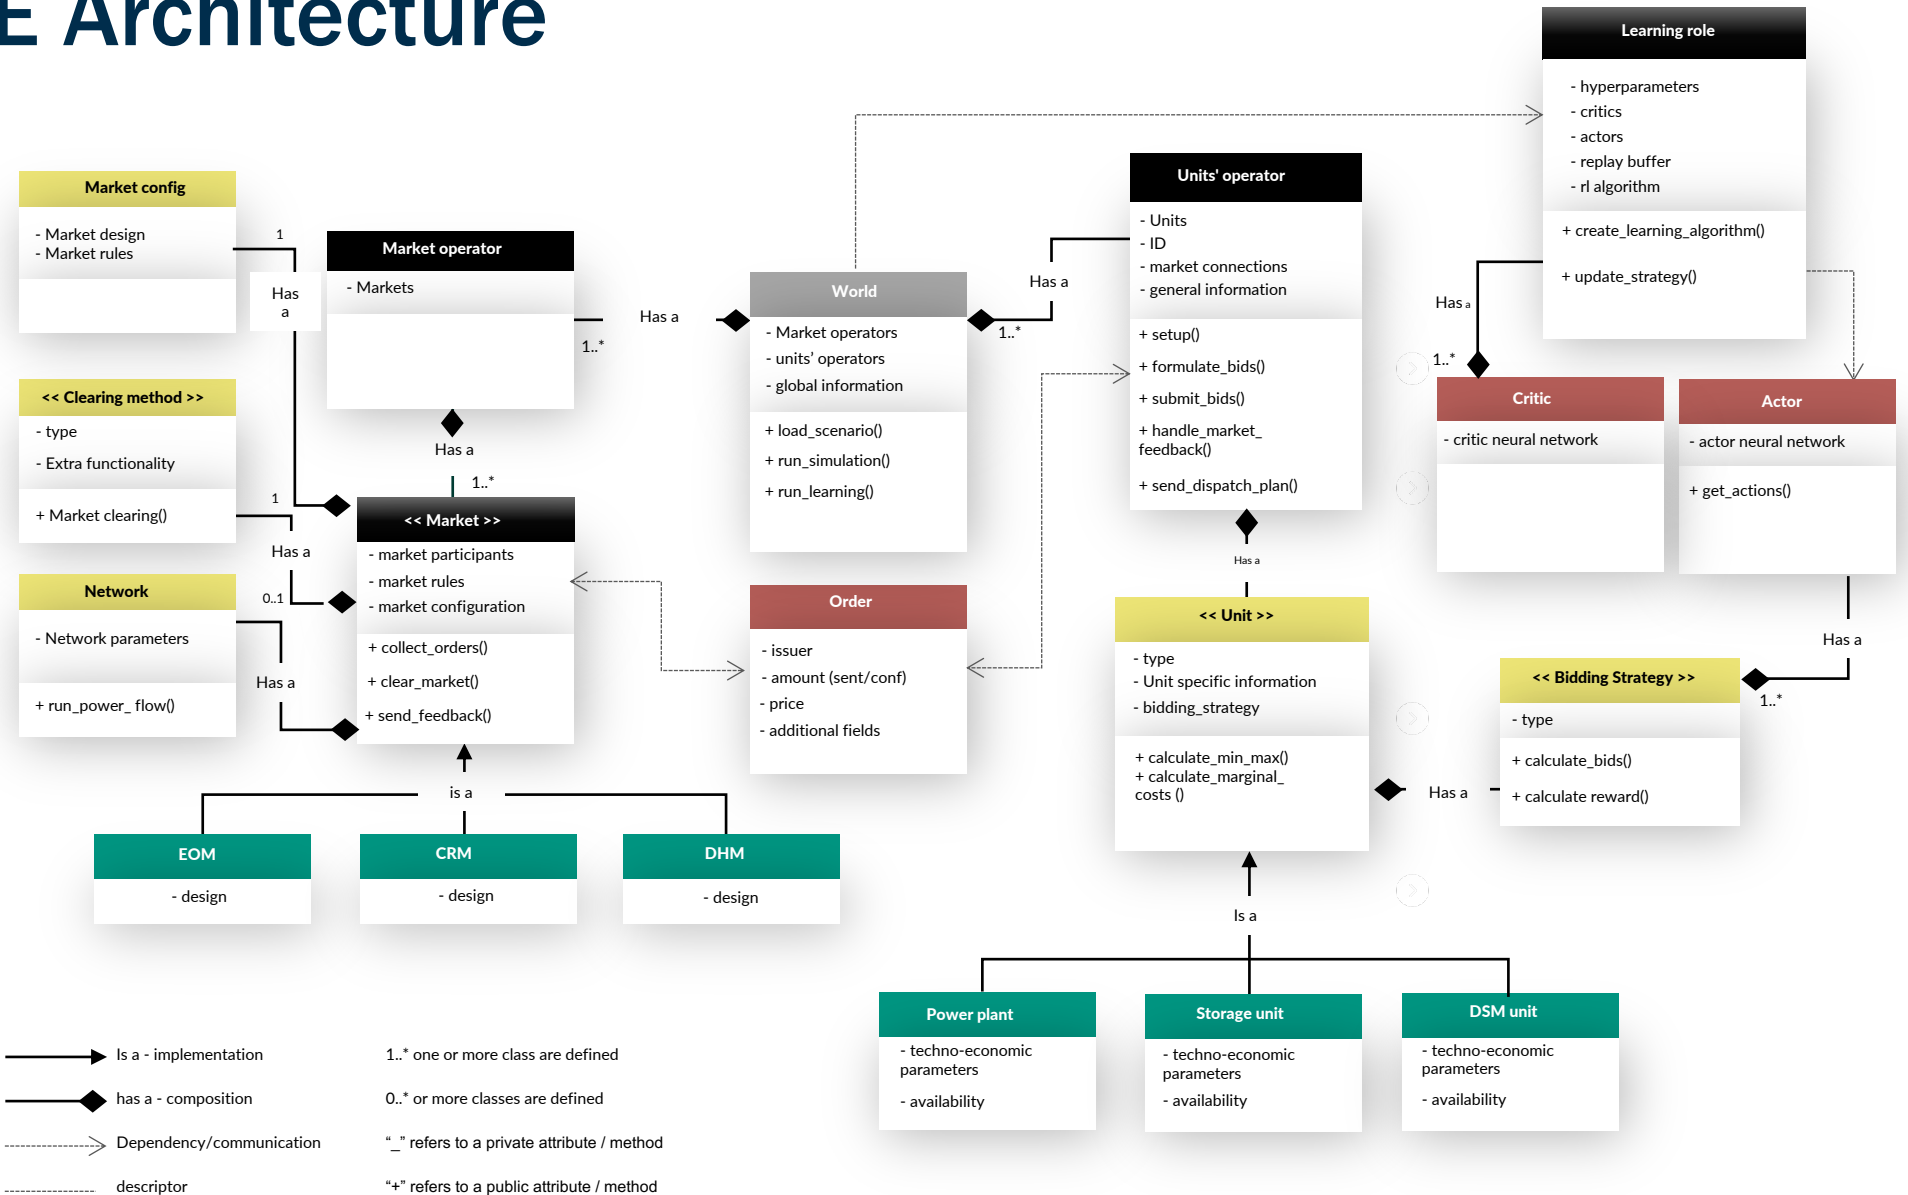 E Architecture
Learning role
- hyperparameters
- critics
- actors
- replay buffer
- rl algorithm
+ create_learning_algorithm()
+ update_strategy()
Market config
- Market design
- Market rules
1
Has
a
Market operator
- Markets
1..*
Has a
World
- Market operators
- units' operators
- global information
+ load_scenario()
+ run_simulation()
+ run_learning()
Has a
1..*
Units' operator
- Units
- ID
- market connections
- general information
+ setup()
+ formulate_bids()
+ submit_bids()
+ handle_market_
feedback()
+ send_dispatch_plan()
Has a
1..*
Critic
- critic neural network
Actor
- actor neural network
+ get_actions()
<< Clearing method >>
- type
- Extra functionality
+ Market clearing()
1
Has a
0..1
Has a
1..*
<< Market >>
- market participants
- market rules
- market configuration
+ collect_orders()
+ clear_market()
+ send_feedback()
Network
- Network parameters
+ run_power_ flow()
Has a
Order
- issuer
- amount (sent/conf)
- price
- additional fields
Has a
<< Unit >>
- type
- Unit specific information
- bidding_strategy
+ calculate_min_max()
+ calculate_marginal_
costs ()
Has a
<< Bidding Strategy >>
- type
+ calculate_bids()
+ calculate reward()
Has a
1..*
is a
EOM
- design
CRM
- design
DHM
- design
Is a
Power plant
- techno-economic
parameters
- availability
Storage unit
- techno-economic
parameters
- availability
DSM unit
- techno-economic
parameters
- availability
Is a - implementation
has a - composition
Dependency/communication
descriptor
1..* one or more class are defined
0..* or more classes are defined
“_” refers to a private attribute / method
“+” refers to a public attribute / method